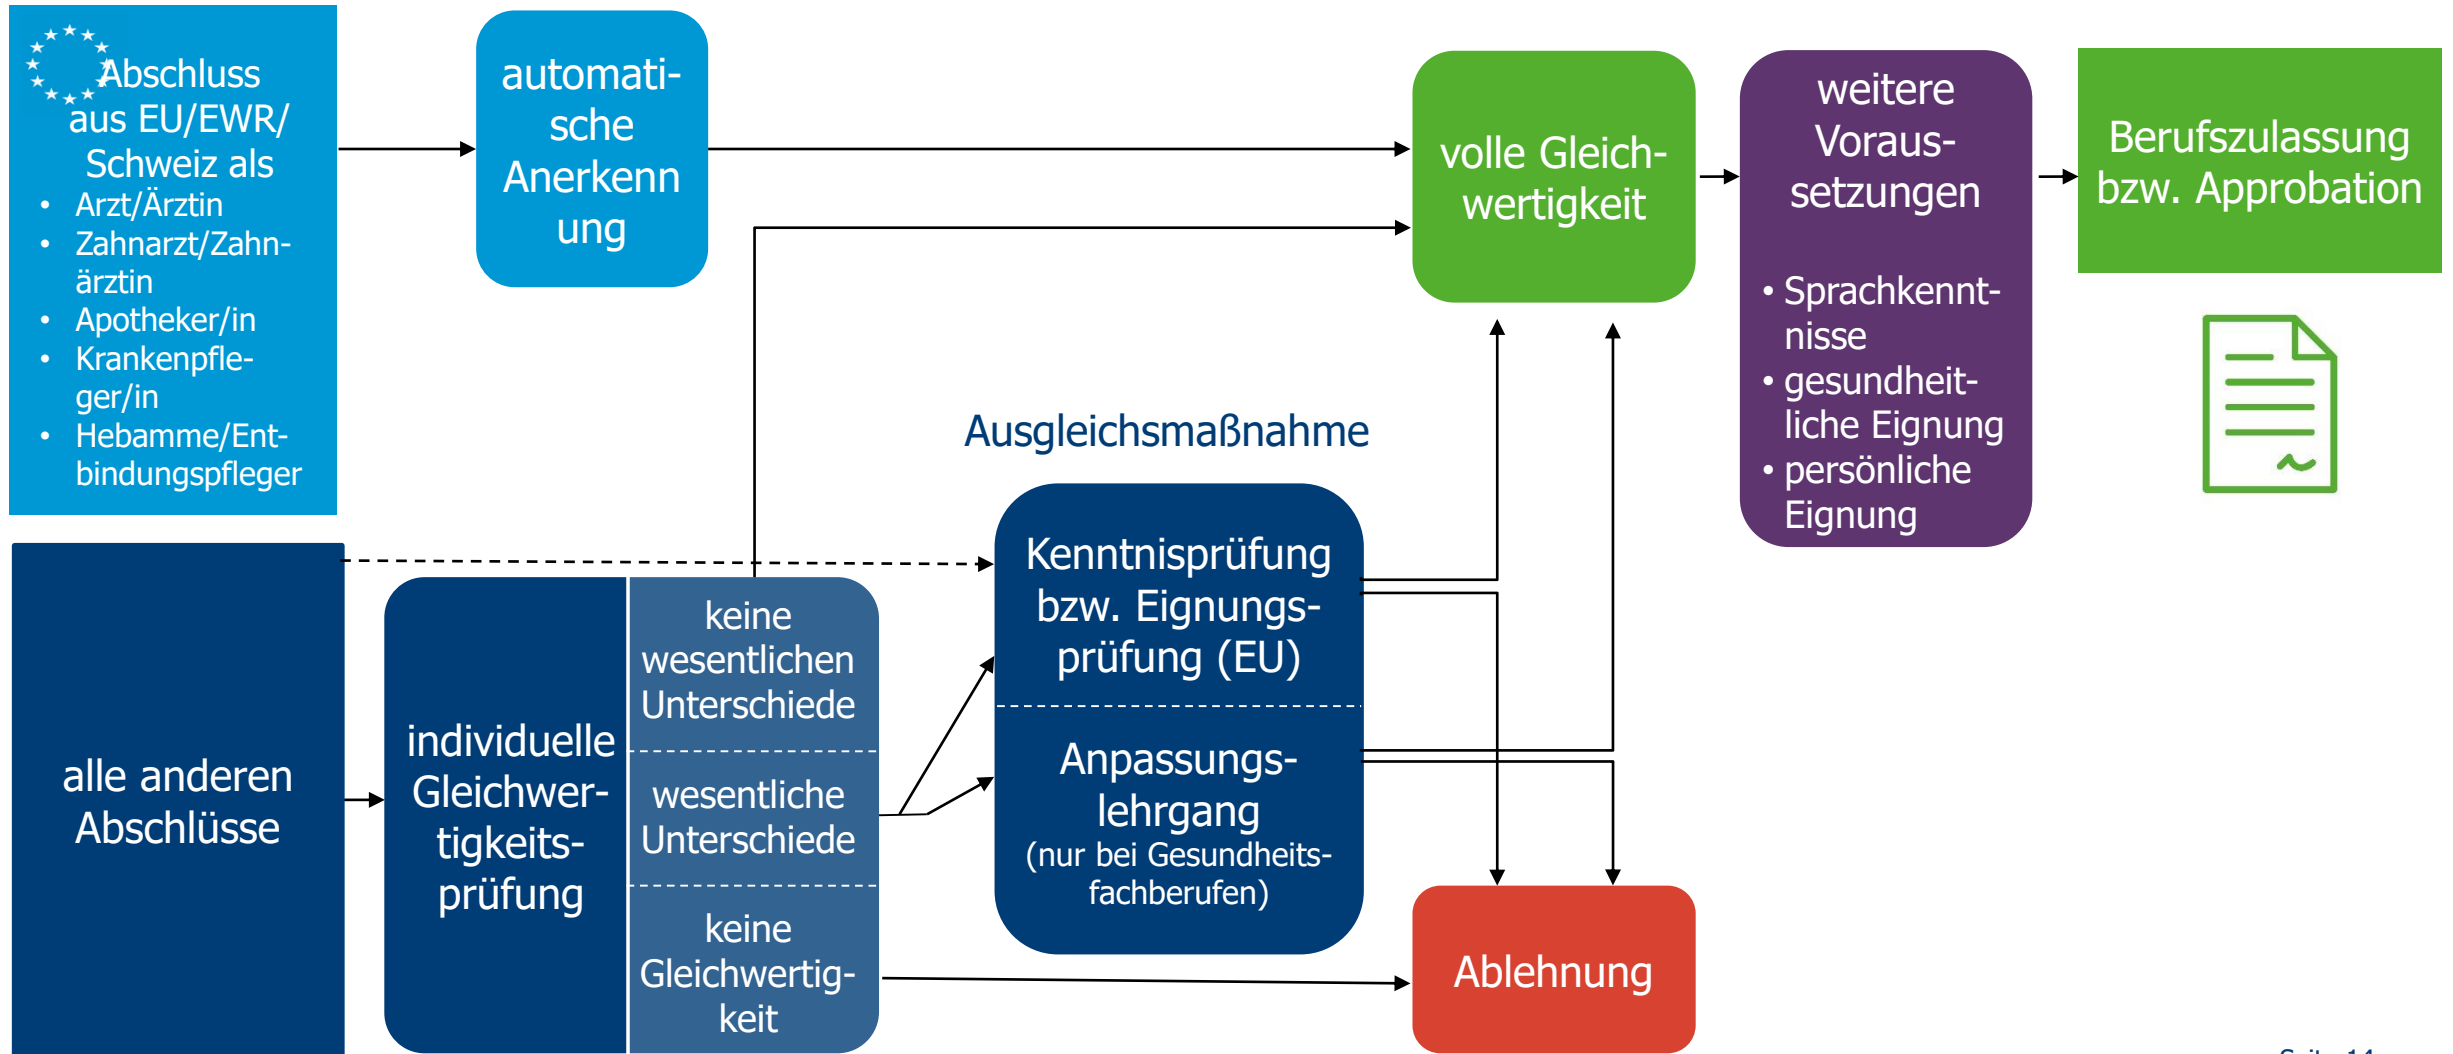 Abschluss
aus EU/EWR/
Schweiz als
• Arzt/Ärztin
• Zahnarzt/Zahn-
ärztin
• Apotheker/in
• Krankenpfle-
ger/in
• Hebamme/Ent-
bindungspfleger
automati-
sche
Anerkenn
ung
volle Gleich-
wertigkeit
weitere
Voraus-
setzungen
• Sprachkennt-
nisse
• gesundheit-
liche Eignung
• persönliche
Eignung
Berufszulassung
bzw. Approbation
Ausgleichsmaßnahme
alle anderen
Abschlüsse
individuelle
Gleichwer-
tigkeits-
prüfung
keine
wesentlichen
Unterschiede
wesentliche
Unterschiede
keine
Gleichwertig-
keit
Kenntnisprüfung
bzw. Eignungs-
prüfung (EU)
Anpassungs-
lehrgang
(nur bei Gesundheits-
fachberufen)
Ablehnung
Seite 14